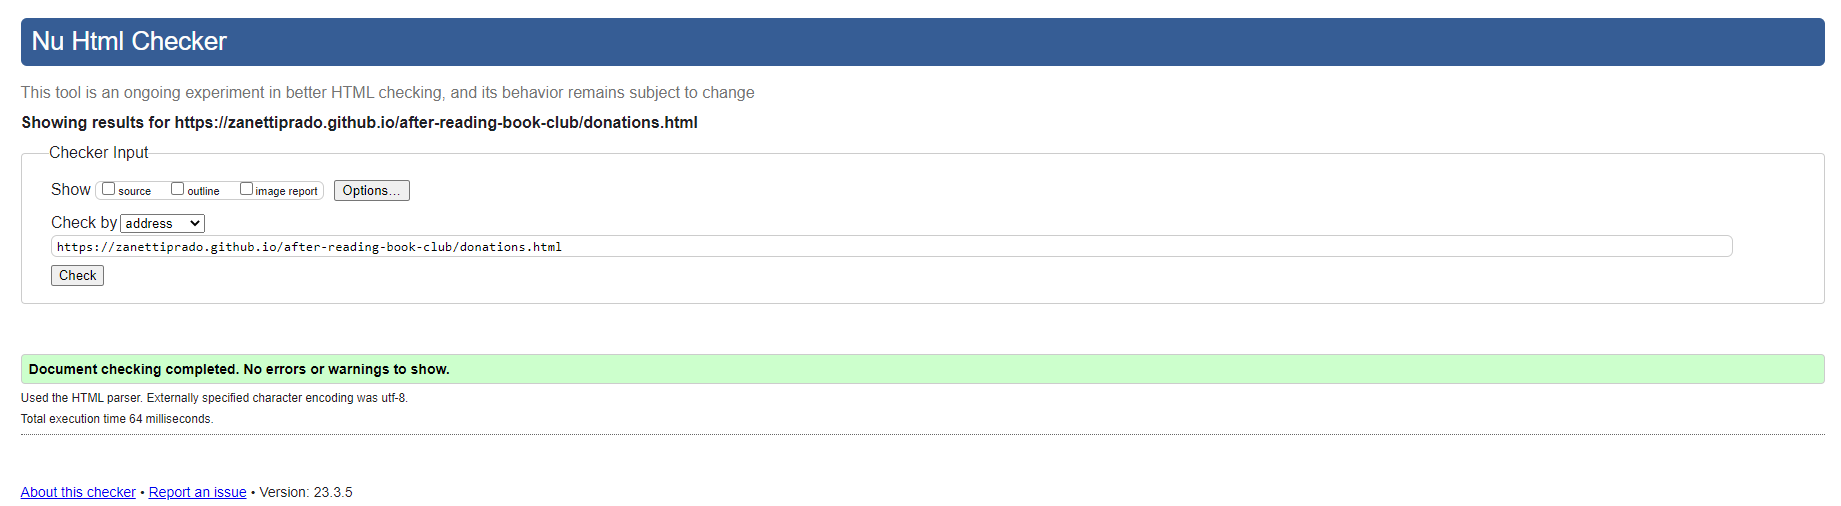 Nu Html Checker
This tool is an ongoing experiment in better HTML checking, and its behavior remains subject to change
Showing results for https://zanettiprado.github.io/after-reading-book-club/donations.html
Checker Input
Show source outline image report Options...
Check by address
https://zanettiprado.github.io/after-reading-book-club/donations.html
Check
Document checking completed. No errors or warnings to show.
Used the HTML parser. Externally specified character encoding was utf-8.
Total execution time 64 milliseconds.
About this checker • Report an issue • Version: 23.3.5